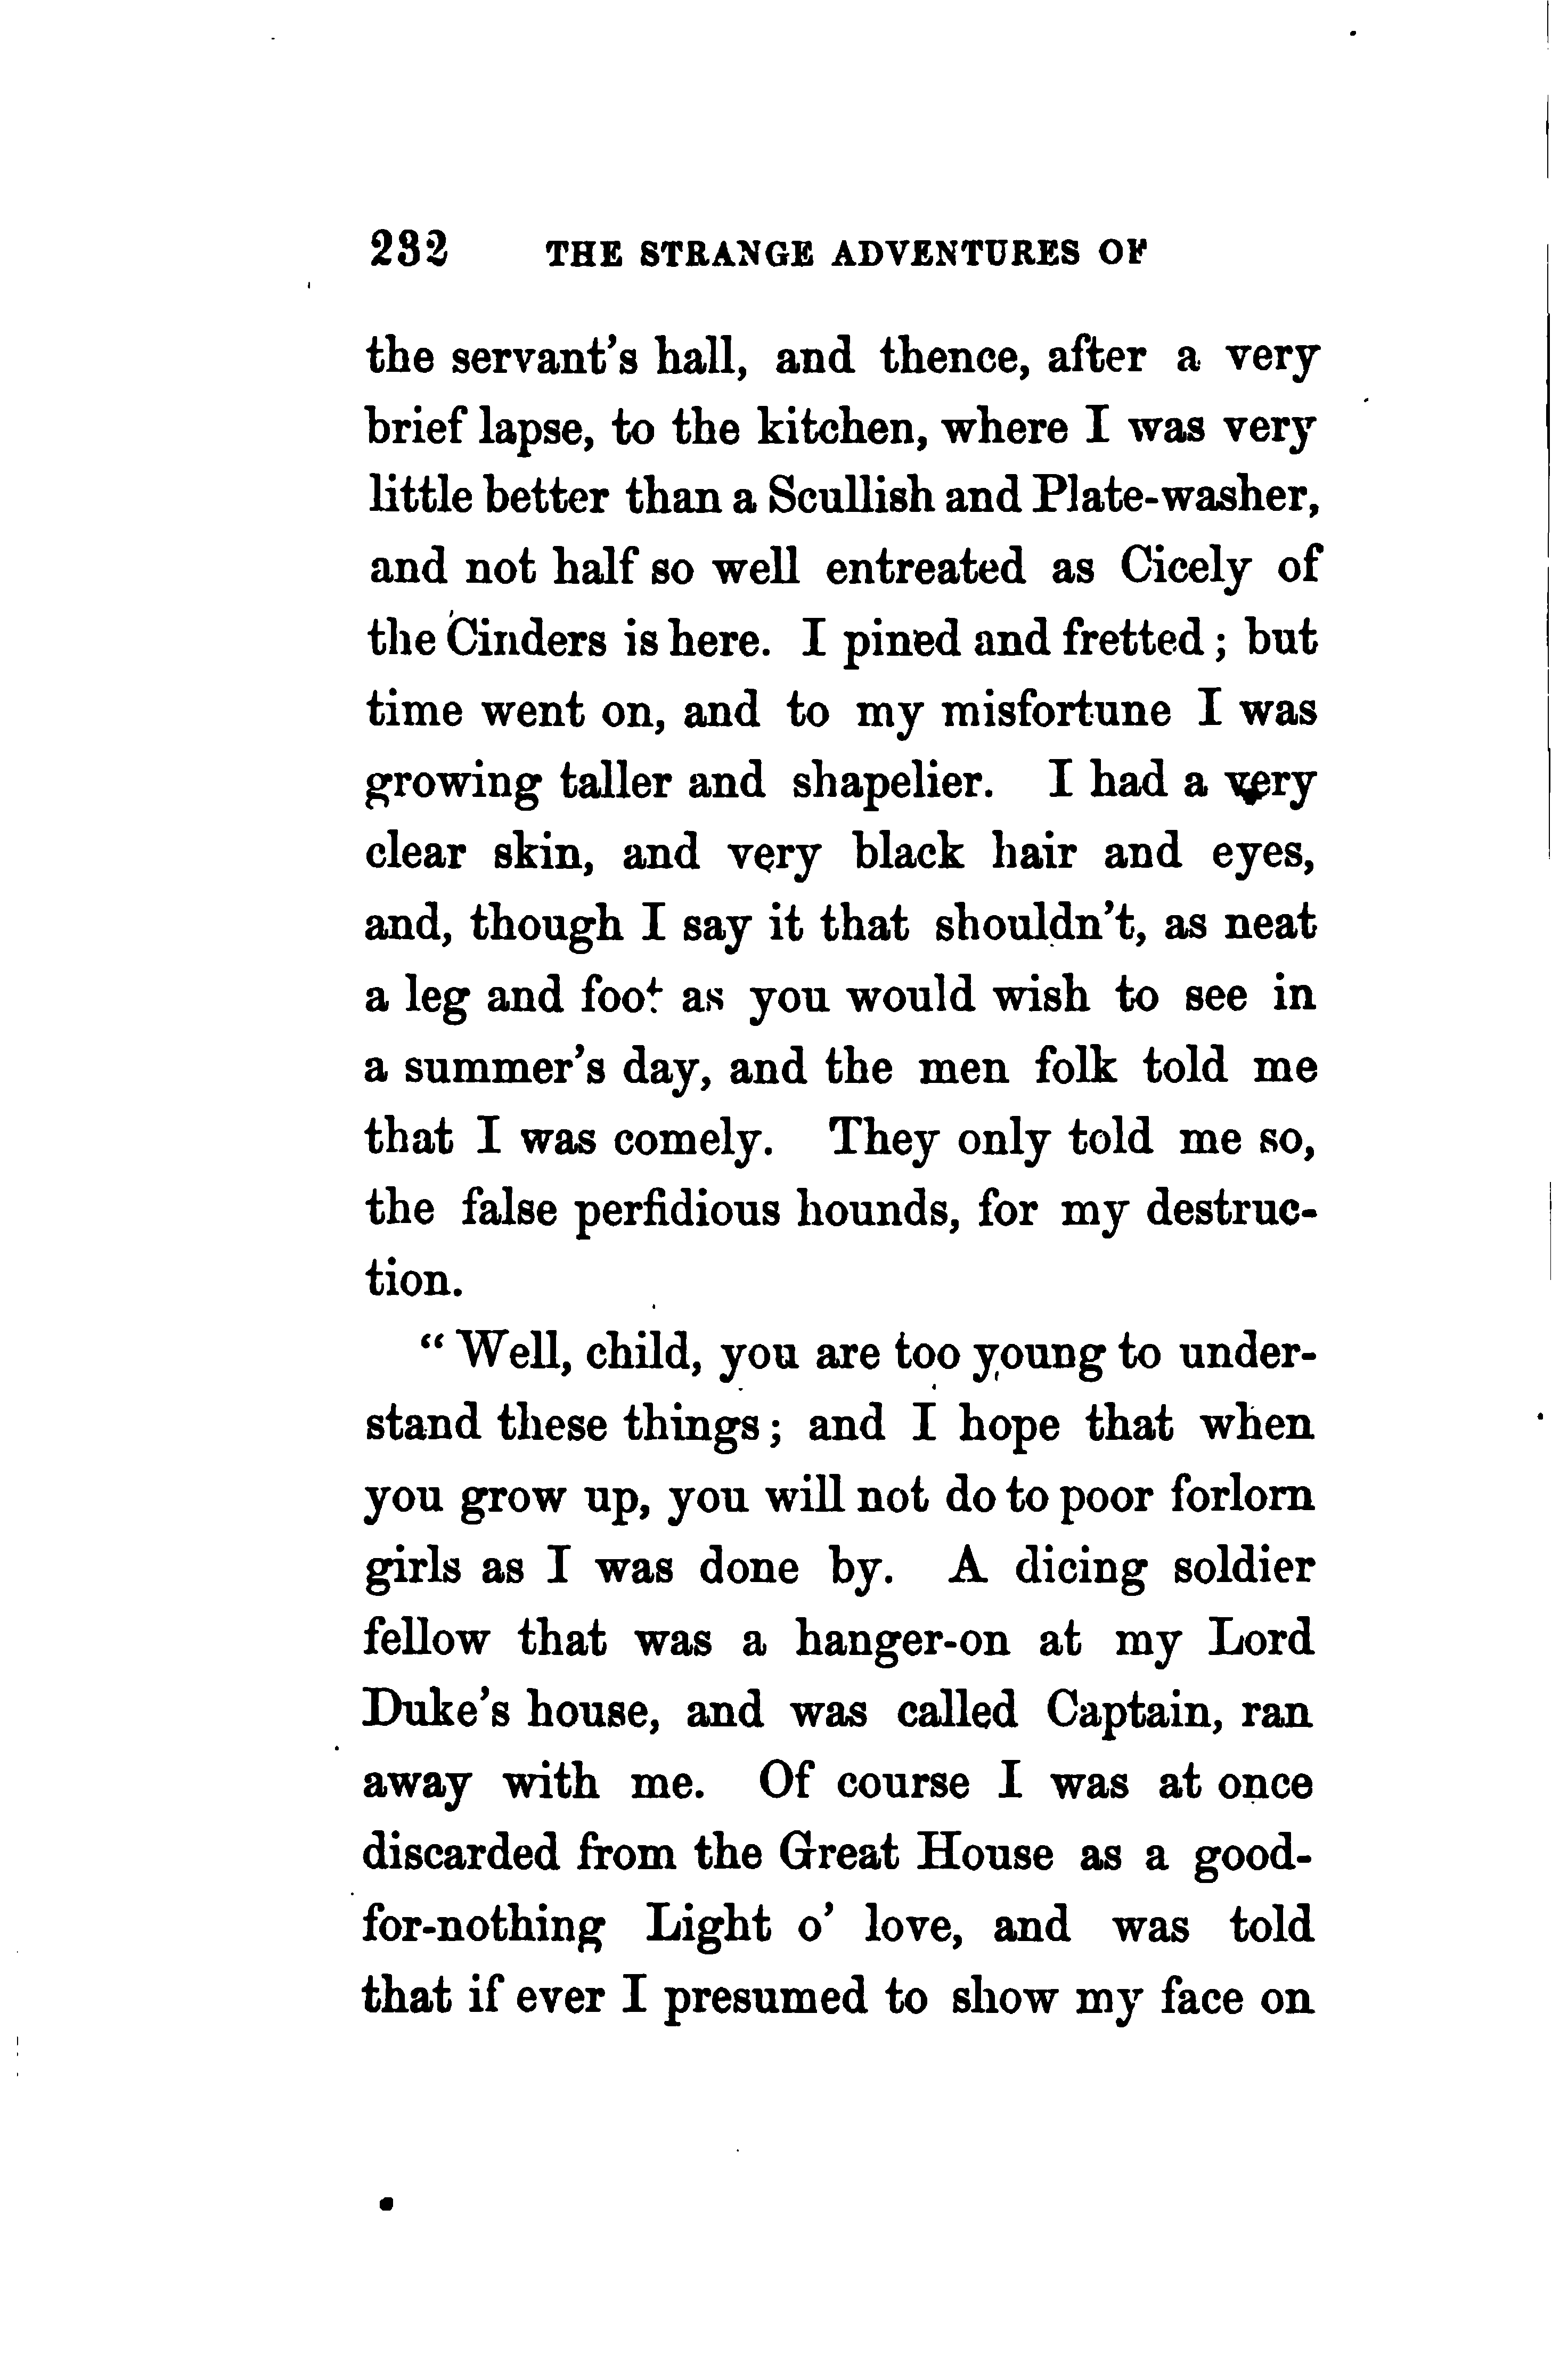 232 THE STRANGE ADVENTURES OF
the servant's hall, and thence, after a very
brief lapse, to the kitchen, where I was very
little better than a Scullish and Plate-washer,
and not half so well entreated as Cicely of
the Cinders is here. I pined and fretted; but
time went on, and to my misfortune I was
growing taller and shapelier. I had a very
clear skin, and very black hair and eyes,
and, though I say it that shouldn't, as neat
a leg and foot as you would wish to see in
a summer's day, and the men folk told me
that I was comely. They only told me so,
the false perfidious hounds, for my destruc-
tion.
“Well, child, you are too young to under-
stand these things; and I hope that when
you grow up, you will not do to poor forlorn
girls as I was done by. A dicing soldier
fellow that was a hanger-on at my Lord
Duke's house, and was called Captain, ran
away with me. Of course I was at once
discarded from the Great House as a good-
for-nothing Light o' love, and was told
that if ever I presumed to show my face on